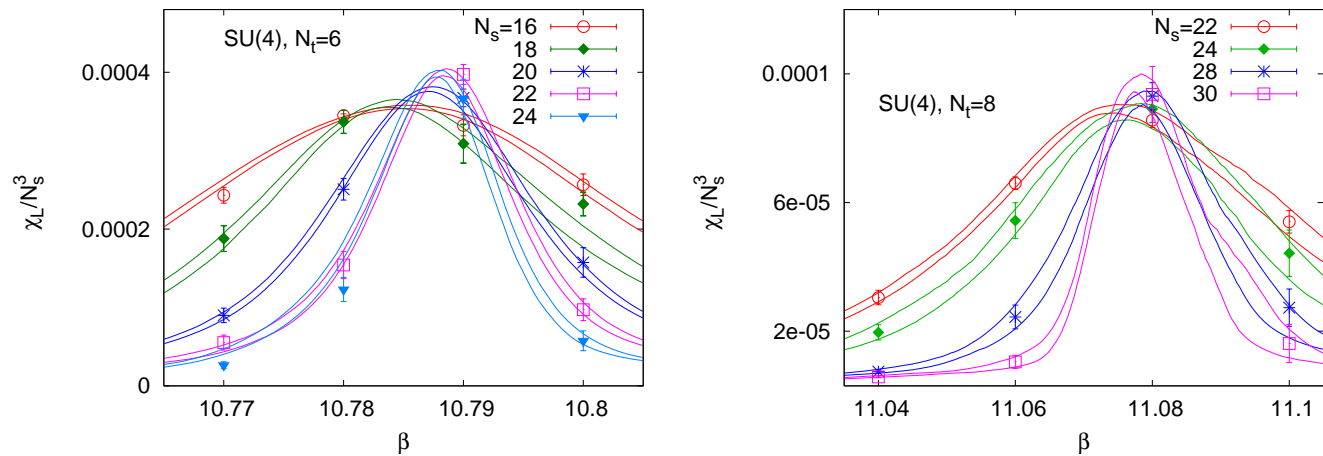 SU(4), N_t=6
N_s=16
18
20
22
24
0.0004
0.0002
0
χ_L/N_s^3
10.77 10.78 10.79 10.8
β
SU(4), N_t=8
N_s=22
24
28
30
0.0001
6e-05
2e-05
χ_L/N_s^3
11.04 11.06 11.08 11.1
β